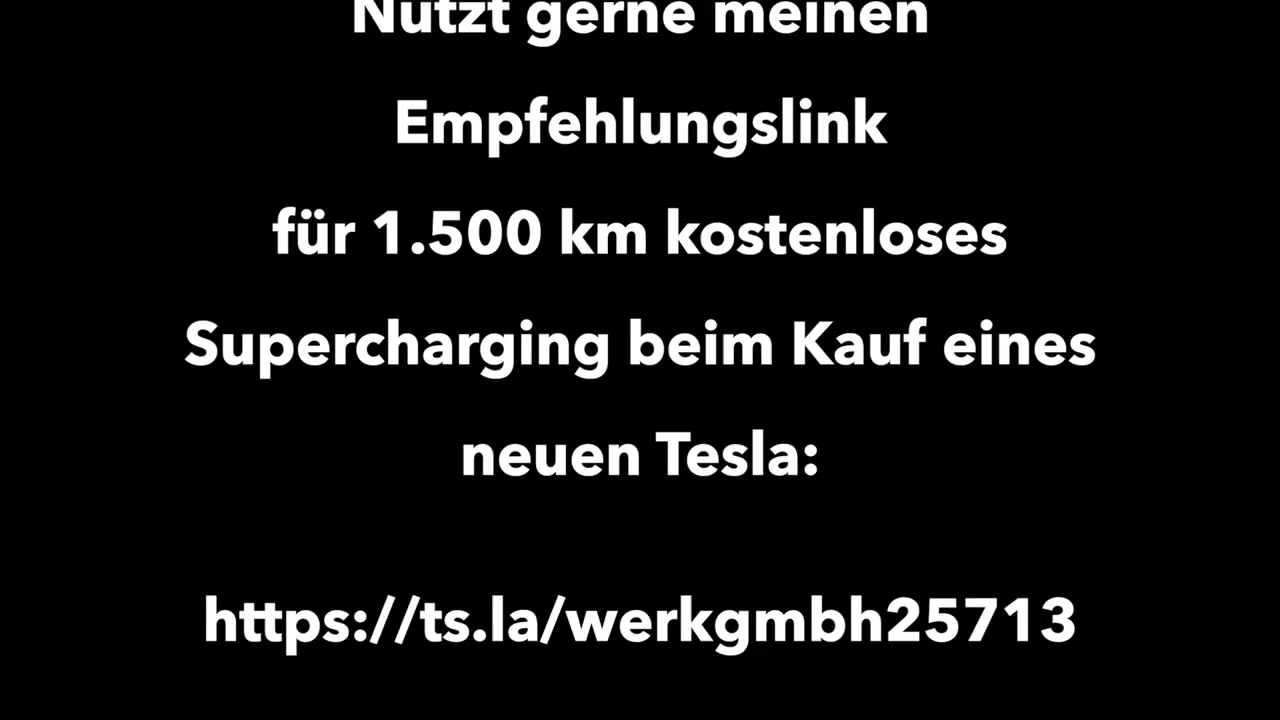 Nutzt gerne meinen
Empfehlungslink
für 1.500 km kostenloses
Supercharging beim Kauf eines
neuen Tesla:
https://ts.la/werkgmbh25713